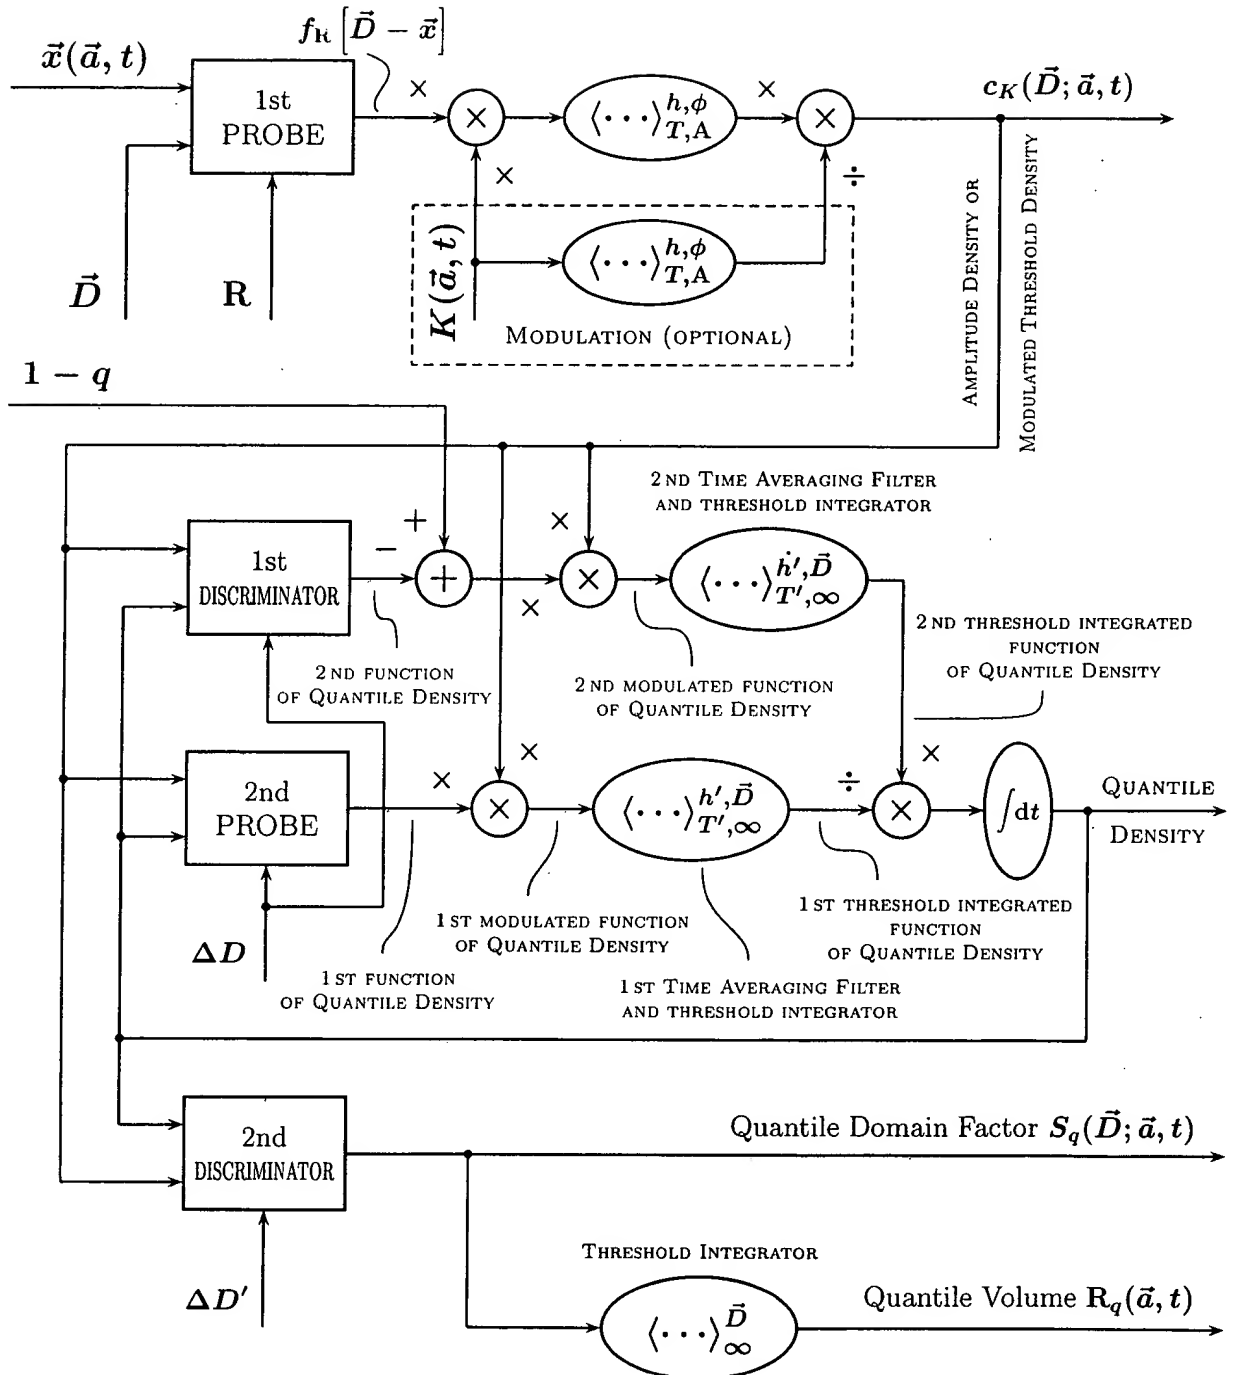 f_R [D⃗ − x⃗]
x⃗(a⃗, t)
1st
PROBE
×
×
⟨···⟩^{h,ϕ}_{T,A}
×
×
c_K(D⃗; a⃗, t)
×
÷
D⃗
R
K(a⃗, t)
⟨···⟩^{h,ϕ}_{T,A}
MODULATION (OPTIONAL)
AMPLITUDE DENSITY OR
MODULATED THRESHOLD DENSITY
1 − q
2ND TIME AVERAGING FILTER
AND THRESHOLD INTEGRATOR
+
×
1st
DISCRIMINATOR
−
+
×
×
⟨···⟩^{ḣ′,D⃗}_{T′,∞}
2ND FUNCTION
OF QUANTILE DENSITY
2ND MODULATED FUNCTION
OF QUANTILE DENSITY
2ND THRESHOLD INTEGRATED
FUNCTION
OF QUANTILE DENSITY
2nd
PROBE
×
×
×
⟨···⟩^{h′,D⃗}_{T′,∞}
÷
×
×
∫dt
QUANTILE
DENSITY
ΔD
1ST FUNCTION
OF QUANTILE DENSITY
1ST MODULATED FUNCTION
OF QUANTILE DENSITY
1ST TIME AVERAGING FILTER
AND THRESHOLD INTEGRATOR
1ST THRESHOLD INTEGRATED
FUNCTION
OF QUANTILE DENSITY
2nd
DISCRIMINATOR
Quantile Domain Factor S_q(D⃗; a⃗, t)
ΔD′
THRESHOLD INTEGRATOR
⟨···⟩^{D⃗}_∞
Quantile Volume R_q(a⃗, t)